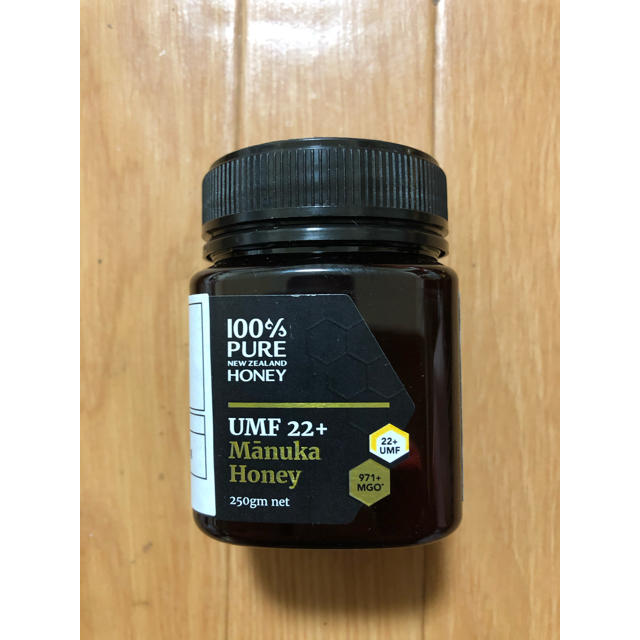 100%
PURE
NEW ZEALAND
HONEY
UMF 22+
Mānuka
Honey
250gm net
22+
UMF
971+
MGO*